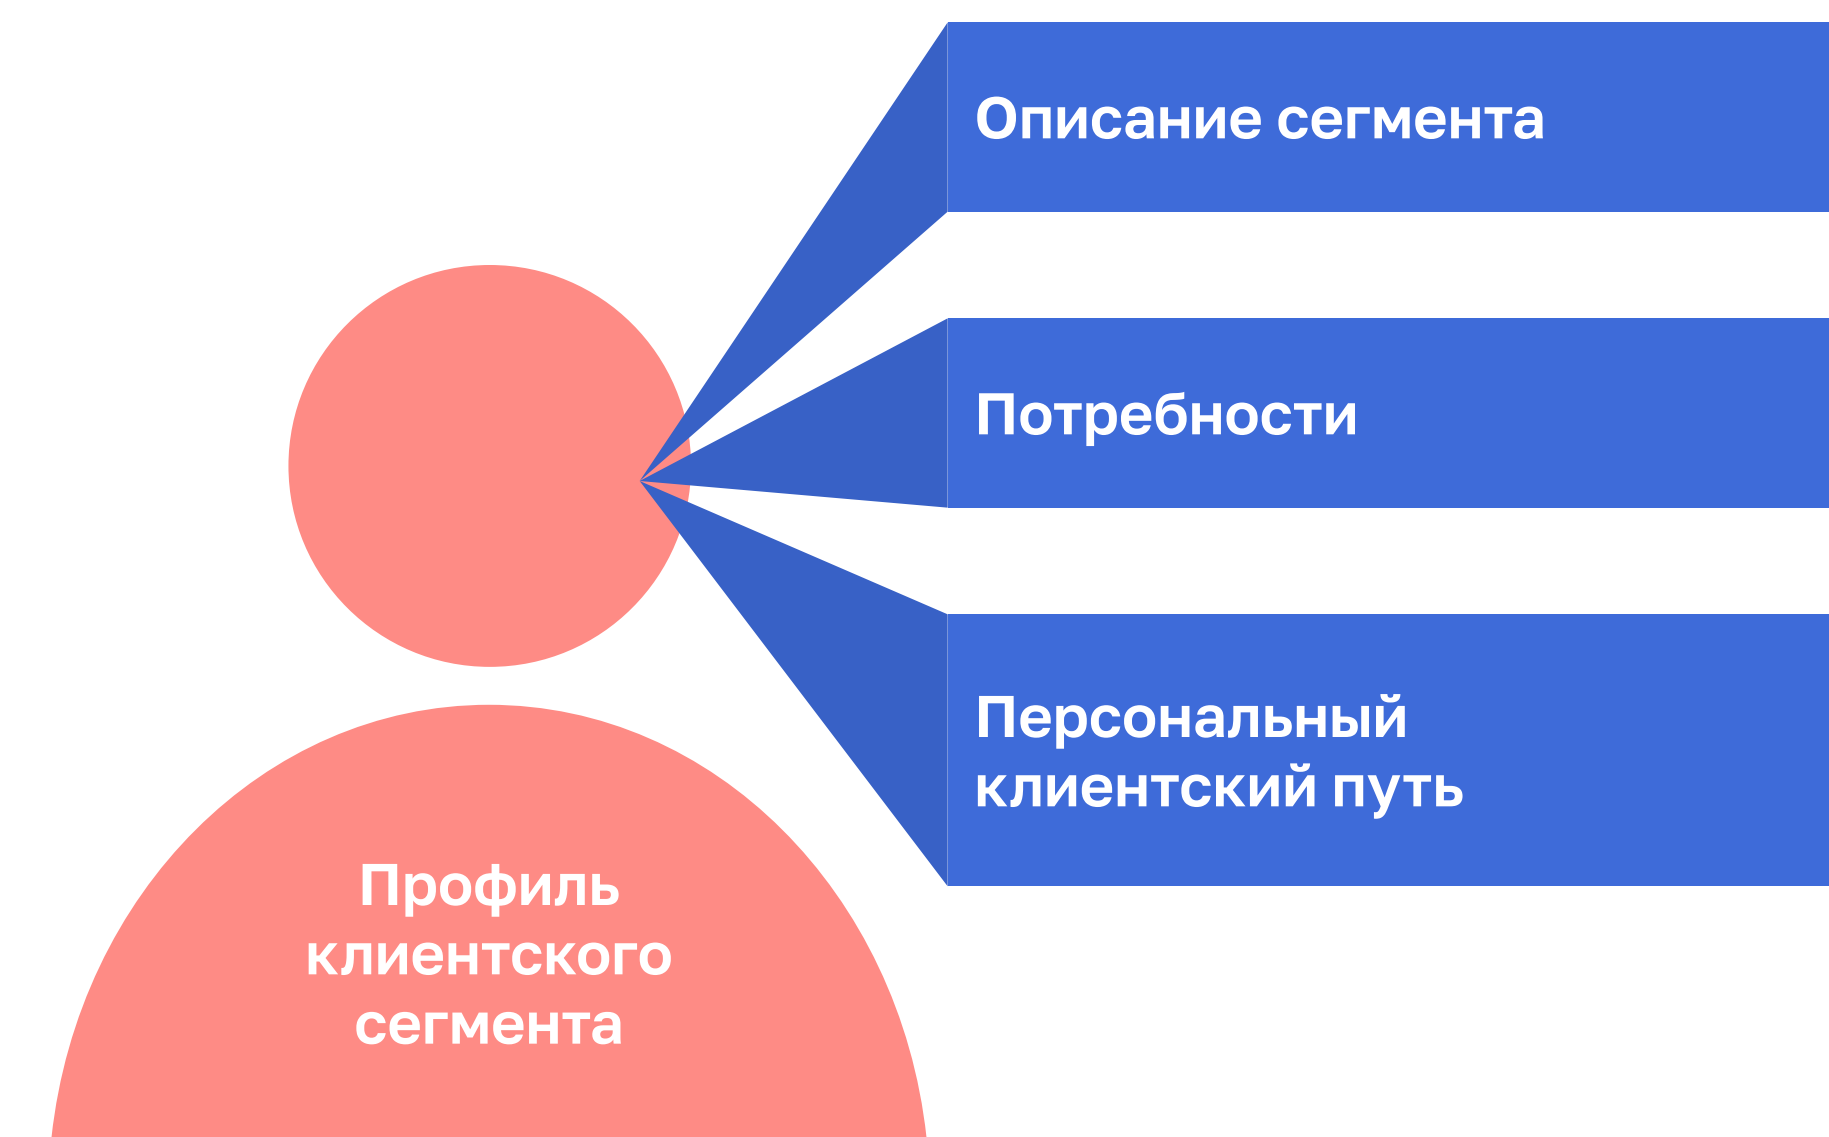 Описание сегмента
Потребности
Персональный
клиентский путь
Профиль
клиентского
сегмента